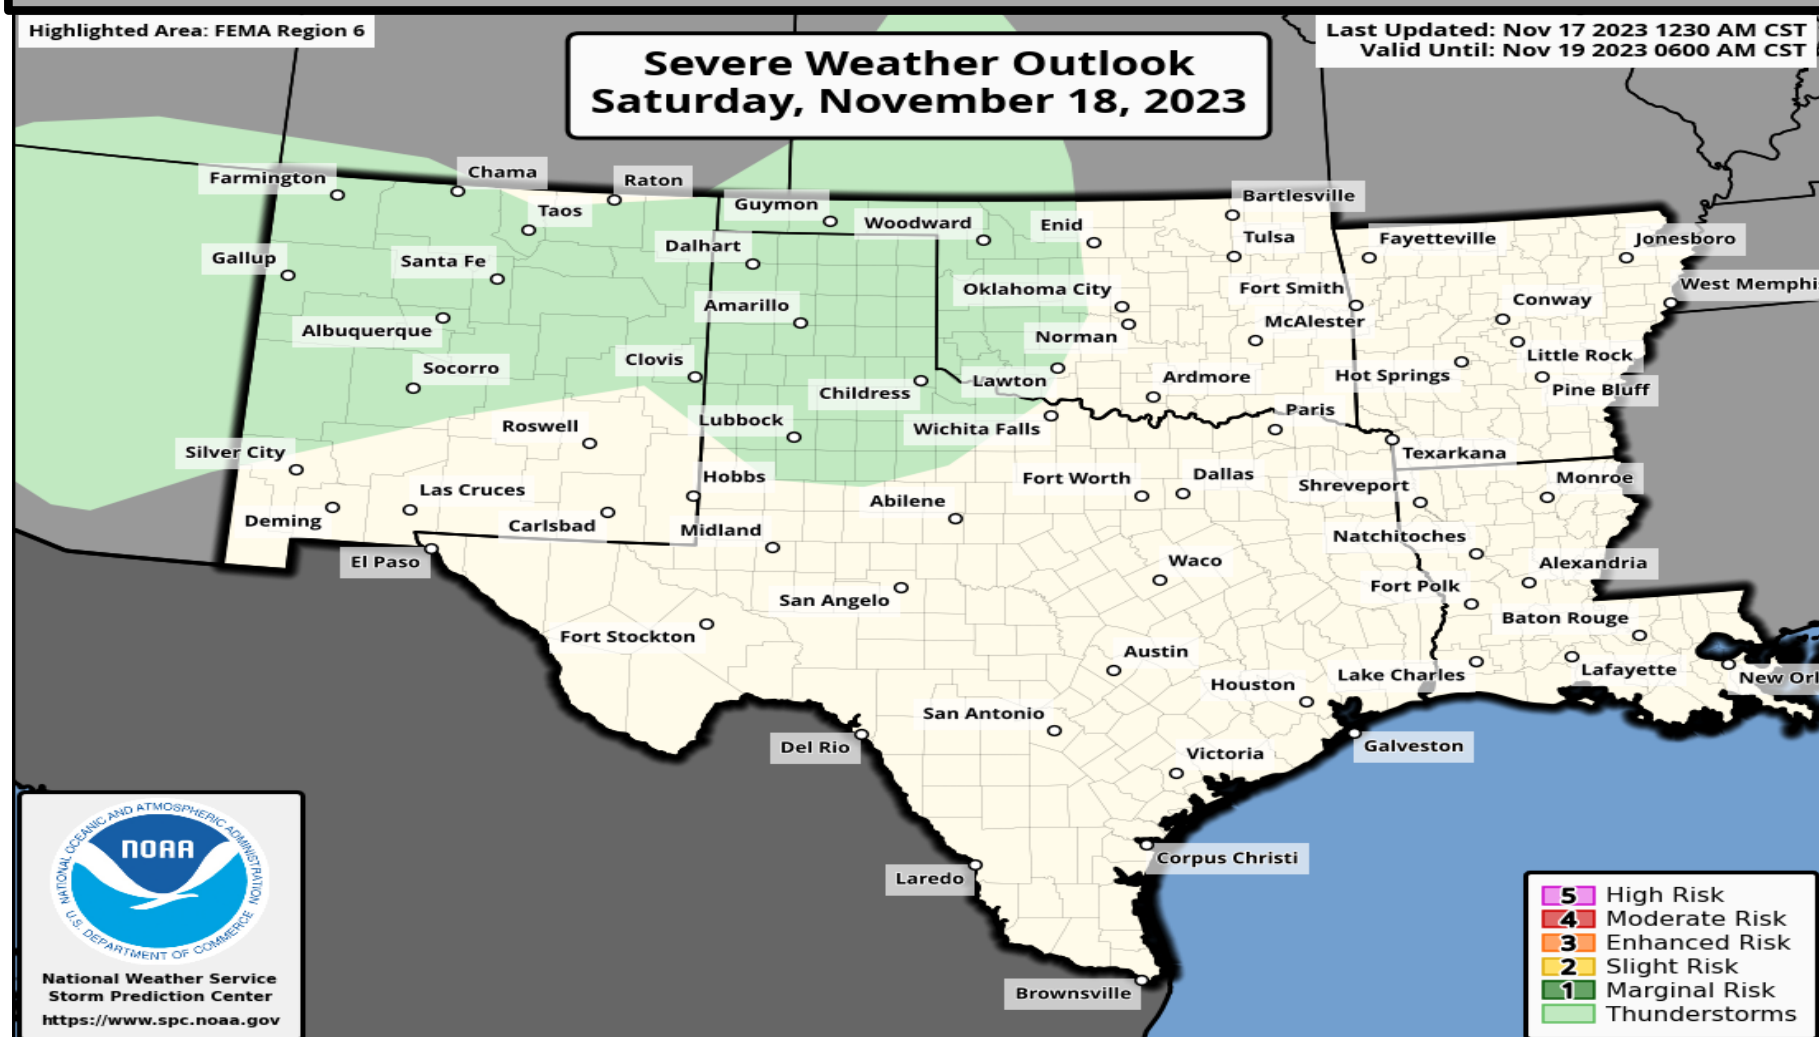 Highlighted Area: FEMA Region 6
Severe Weather Outlook
Saturday, November 18, 2023
Last Updated: Nov 17 2023 1230 AM CST
Valid Until: Nov 19 2023 0600 AM CST
Farmington
Chama
Raton
Taos
Guymon
Woodward
Enid
Bartlesville
Gallup
Santa Fe
Dalhart
Tulsa
Fayetteville
Jonesboro
Albuquerque
Amarillo
Oklahoma City
Fort Smith
Conway
West Memphi
Norman
McAlester
Socorro
Clovis
Childress
Lawton
Ardmore
Hot Springs
Little Rock
Pine Bluff
Roswell
Lubbock
Wichita Falls
Paris
Silver City
Texarkana
Las Cruces
Hobbs
Abilene
Fort Worth
Dallas
Shreveport
Monroe
Deming
Carlsbad
Midland
Natchitoches
El Paso
Waco
Alexandria
San Angelo
Fort Polk
Fort Stockton
Baton Rouge
Austin
Houston
Lake Charles
Lafayette
New Orl
San Antonio
Del Rio
Victoria
Galveston
Corpus Christi
Laredo
Brownsville
NATIONAL OCEANIC AND ATMOSPHERIC ADMINISTRATION
NOAA
U.S. DEPARTMENT OF COMMERCE
National Weather Service
Storm Prediction Center
https://www.spc.noaa.gov
5 High Risk
4 Moderate Risk
3 Enhanced Risk
2 Slight Risk
1 Marginal Risk
Thunderstorms